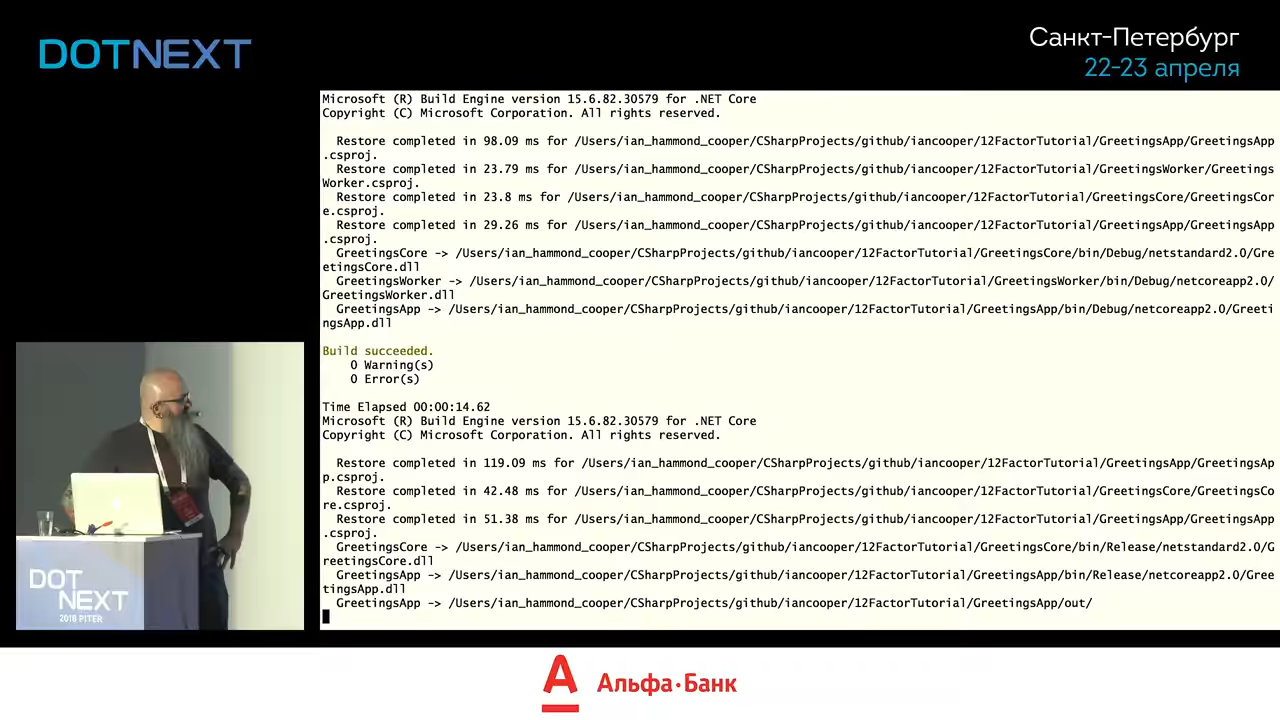 DOTNEXT
Санкт-Петербург
22-23 апреля
Microsoft (R) Build Engine version 15.6.82.30579 for .NET Core
Copyright (C) Microsoft Corporation. All rights reserved.
Restore completed in 98.09 ms for /Users/ian_hammond_cooper/CSharpProjects/github/iancooper/12FactorTutorial/GreetingsApp/GreetingsApp
.csproj.
Restore completed in 23.79 ms for /Users/ian_hammond_cooper/CSharpProjects/github/iancooper/12FactorTutorial/GreetingsWorker/Greetings
Worker.csproj.
Restore completed in 23.8 ms for /Users/ian_hammond_cooper/CSharpProjects/github/iancooper/12FactorTutorial/GreetingsCore/GreetingsCor
e.csproj.
Restore completed in 29.26 ms for /Users/ian_hammond_cooper/CSharpProjects/github/iancooper/12FactorTutorial/GreetingsApp/GreetingsApp
.csproj.
GreetingsCore -> /Users/ian_hammond_cooper/CSharpProjects/github/iancooper/12FactorTutorial/GreetingsCore/bin/Debug/netstandard2.0/Gre
etingsCore.dll
GreetingsWorker -> /Users/ian_hammond_cooper/CSharpProjects/github/iancooper/12FactorTutorial/GreetingsWorker/bin/Debug/netcoreapp2.0/
GreetingsWorker.dll
GreetingsApp -> /Users/ian_hammond_cooper/CSharpProjects/github/iancooper/12FactorTutorial/GreetingsApp/bin/Debug/netcoreapp2.0/Greeti
ngsApp.dll
Build succeeded.
0 Warning(s)
0 Error(s)
Time Elapsed 00:00:14.62
Microsoft (R) Build Engine version 15.6.82.30579 for .NET Core
Copyright (C) Microsoft Corporation. All rights reserved.
Restore completed in 119.09 ms for /Users/ian_hammond_cooper/CSharpProjects/github/iancooper/12FactorTutorial/GreetingsApp/GreetingsAp
p.csproj.
Restore completed in 42.48 ms for /Users/ian_hammond_cooper/CSharpProjects/github/iancooper/12FactorTutorial/GreetingsCore/GreetingsCo
re.csproj.
Restore completed in 51.38 ms for /Users/ian_hammond_cooper/CSharpProjects/github/iancooper/12FactorTutorial/GreetingsApp/GreetingsApp
.csproj.
GreetingsCore -> /Users/ian_hammond_cooper/CSharpProjects/github/iancooper/12FactorTutorial/GreetingsCore/bin/Release/netstandard2.0/G
reetingsCore.dll
GreetingsApp -> /Users/ian_hammond_cooper/CSharpProjects/github/iancooper/12FactorTutorial/GreetingsApp/bin/Release/netcoreapp2.0/Gree
tingsApp.dll
GreetingsApp -> /Users/ian_hammond_cooper/CSharpProjects/github/iancooper/12FactorTutorial/GreetingsApp/out/
DOT
NEXT
2018 PITER
Альфа·Банк